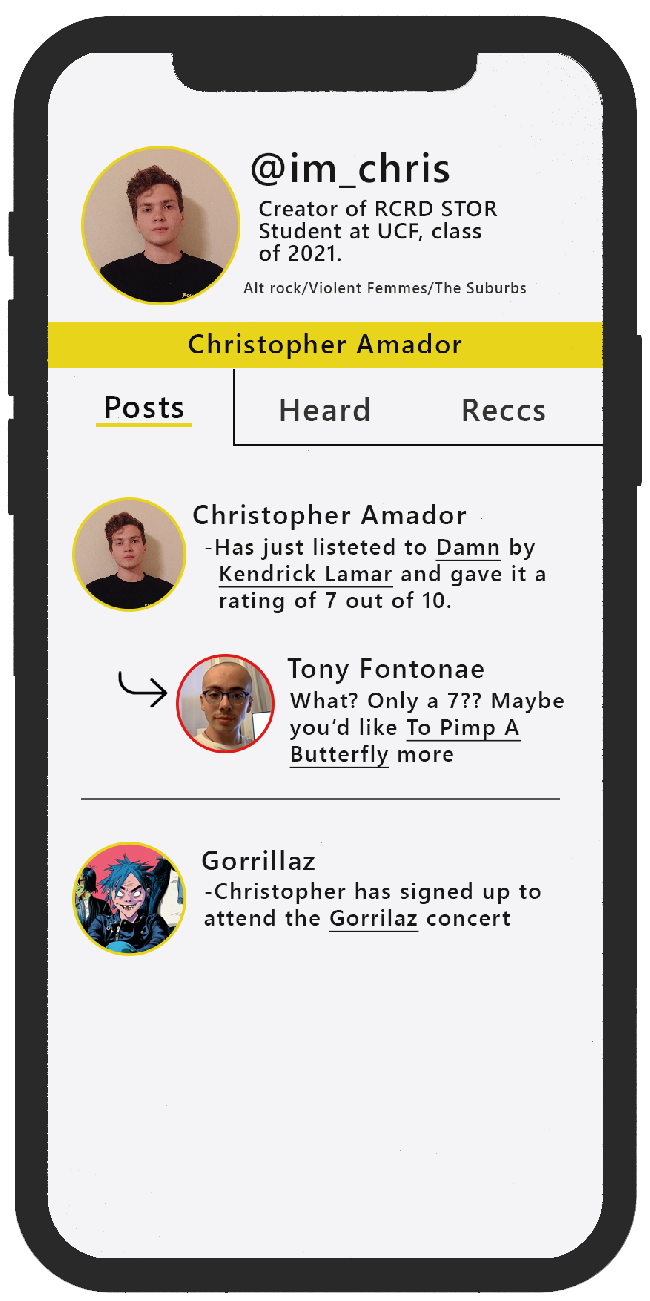 @im_chris
Creator of RCRD STOR
Student at UCF, class
of 2021.
Alt rock/Violent Femmes/The Suburbs
Christopher Amador
Posts
Heard
Reccs
Christopher Amador
-Has just listeted to Damn by
Kendrick Lamar and gave it a
rating of 7 out of 10.
Tony Fontonae
What? Only a 7?? Maybe
you'd like To Pimp A
Butterfly more
Gorrillaz
-Christopher has signed up to
attend the Gorrilaz concert